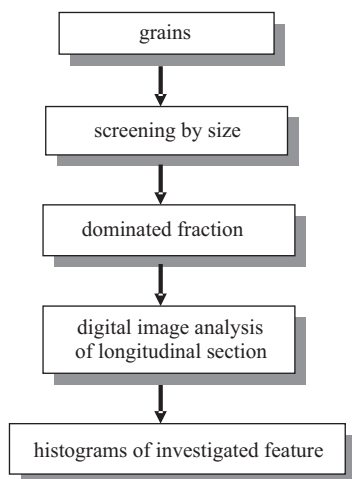 grains
screening by size
dominated fraction
digital image analysis
of longitudinal section
histograms of investigated feature